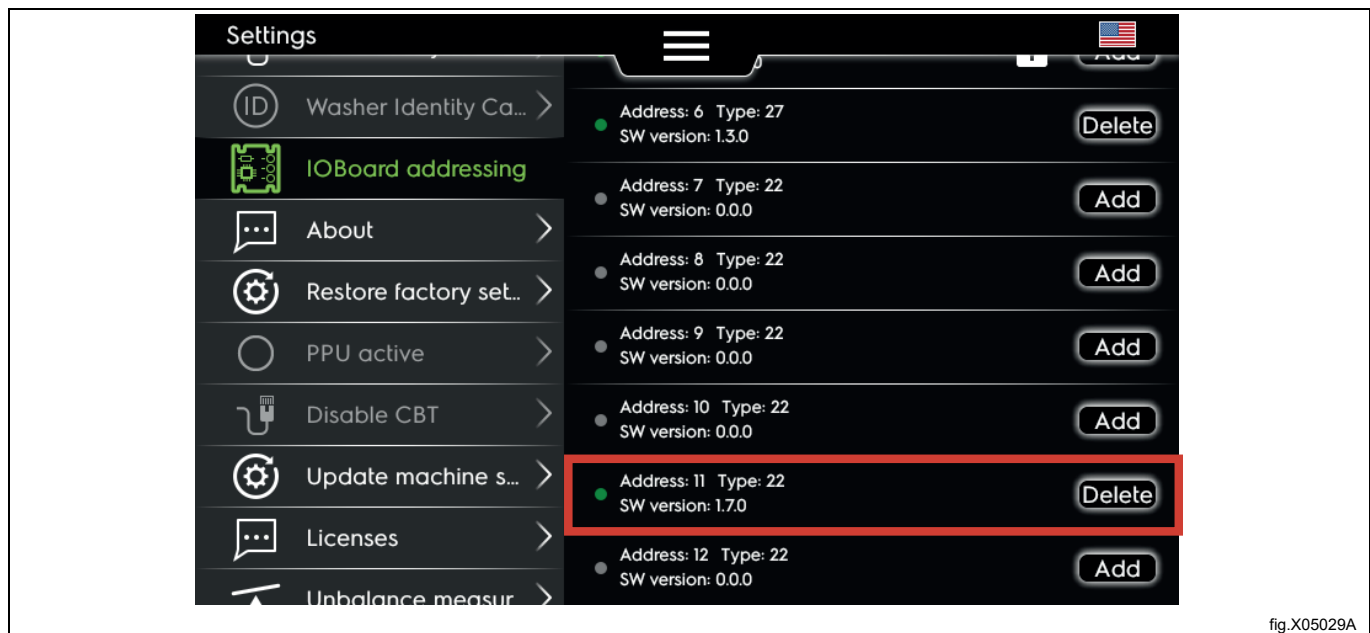 Settings
ID
Washer Identity Ca...
IOBoard addressing
About
Restore factory set...
PPU active
Disable CBT
Update machine s...
Licenses
Unbalance measur
Add
Address: 6 Type: 27
SW version: 1.3.0
Delete
Address: 7 Type: 22
SW version: 0.0.0
Add
Address: 8 Type: 22
SW version: 0.0.0
Add
Address: 9 Type: 22
SW version: 0.0.0
Add
Address: 10 Type: 22
SW version: 0.0.0
Add
Address: 11 Type: 22
SW version: 1.7.0
Delete
Address: 12 Type: 22
SW version: 0.0.0
Add
fig.X05029A